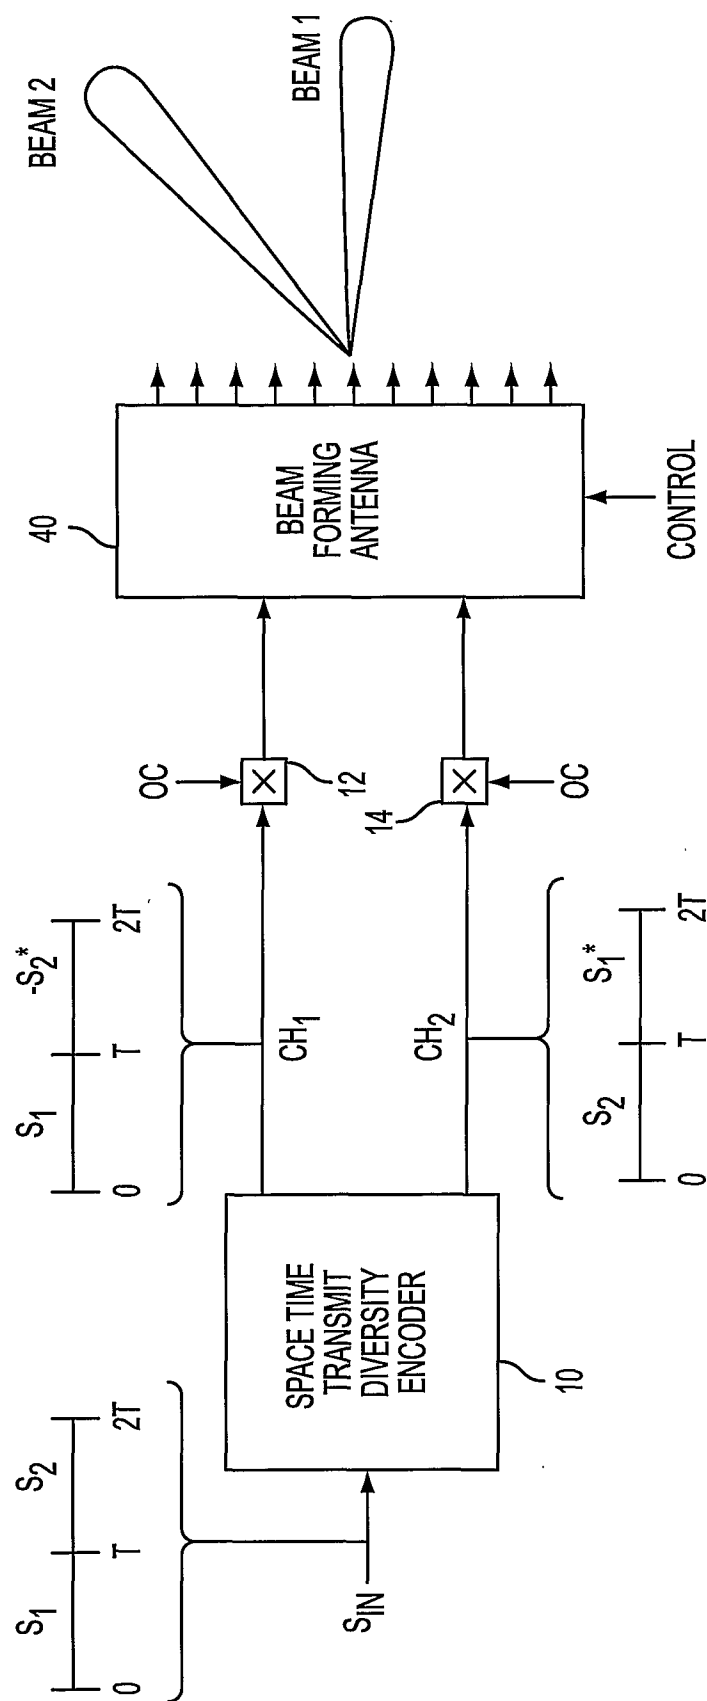 S1 S2
0 T 2T
SIN
SPACE TIME
TRANSMIT
DIVERSITY
ENCODER
10
S1 -S2*
0 T 2T
CH1
CH2
S2 S1*
0 T 2T
OC
12
14
OC
40
BEAM
FORMING
ANTENNA
CONTROL
BEAM 2
BEAM 1